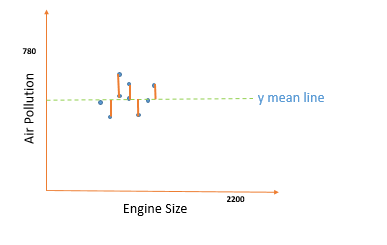 780
Air Pollution
y mean line
2200
Engine Size